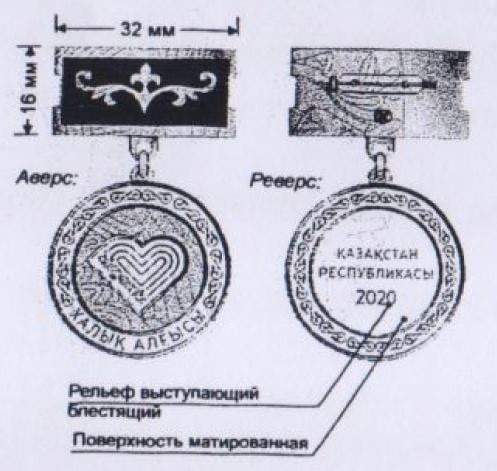 32 мм
16 мм
Аверс:
Реверс:
ХАЛЫҚ АЛҒЫСЫ
ҚАЗАҚСТАН
РЕСПУБЛИКАСЫ
2020
Рельеф выступающий
блестящий
Поверхность матированная